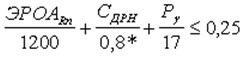 ЭРОА_Rn/1200 + С_ДРН/0,8* + Р_у/17 ≤ 0,25